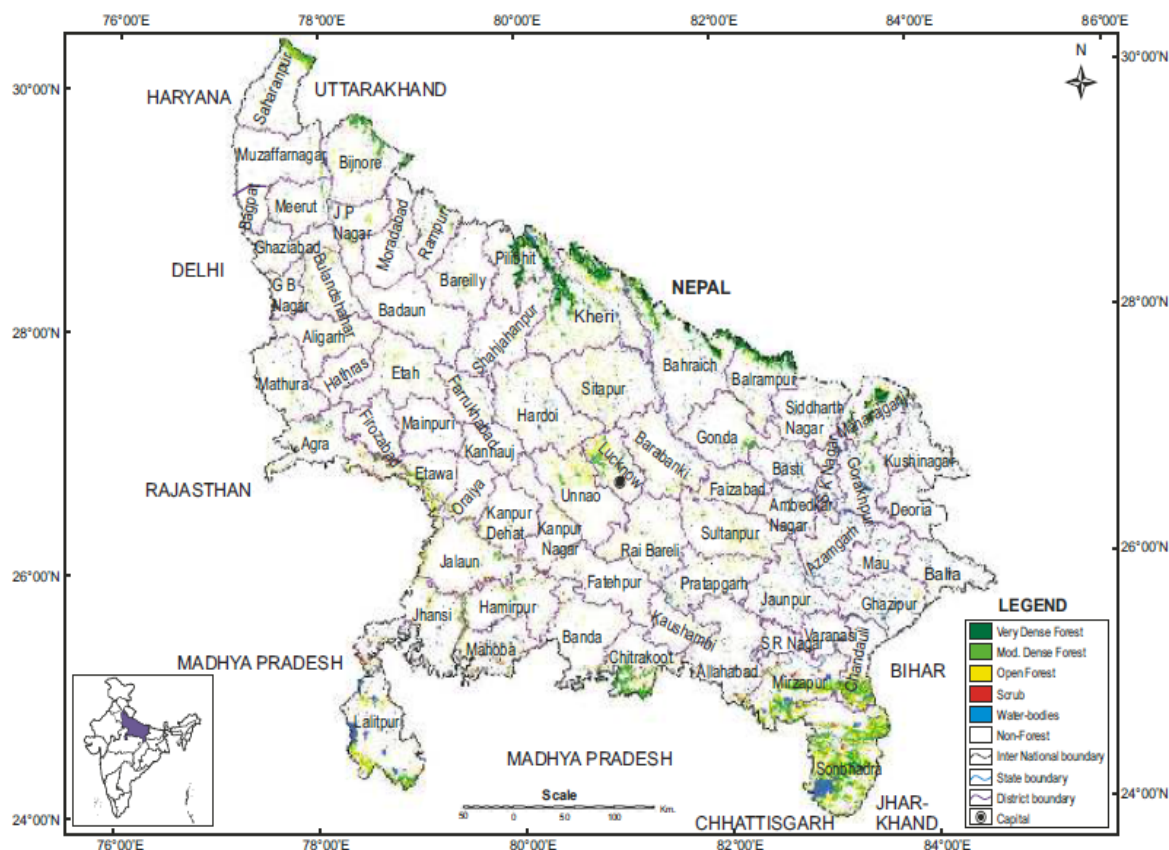 76°00'E 78°00'E 80°00'E 82°00'E 84°00'E 86°00'E
30°00'N
30°00'N
28°00'N
28°00'N
26°00'N
26°00'N
24°00'N
24°00'N
N
HARYANA
UTTARAKHAND
DELHI
NEPAL
RAJASTHAN
MADHYA PRADESH
MADHYA PRADESH
BIHAR
CHHATTISGARH
JHAR-
KHAND
Saharanpur
Muzaffarnagar
Bijnore
Bagpat
Meerut
J P
Nagar
Moradabad
Rampur
Ghaziabad
Bulandshahar
G B
Nagar
Bareilly
Pilibhit
Badaun
Shahjahanpur
Kheri
Aligarh
Hathras
Mathura
Etah
Farrukhabad
Sitapur
Bahraich
Balrampur
Siddharth
Nagar
Maharajganj
Agra
Firozabad
Mainpuri
Hardoi
Kannauj
Lucknow
Barabanki
Gonda
Basti
S K Nagar
Gorakhpur
Kushinagar
Deoria
Etawah
Oraiya
Unnao
Faizabad
Ambedkar
Nagar
Kanpur
Dehat
Kanpur
Nagar
Rai Bareli
Sultanpur
Azamgarh
Mau
Ballia
Jalaun
Fatehpur
Pratapgarh
Jaunpur
Ghazipur
Jhansi
Hamirpur
Mahoba
Banda
Chitrakoot
Kaushambi
Allahabad
S R Nagar
Varanasi
Chandauli
Mirzapur
Sonbhadra
Lalitpur
LEGEND
Very Dense Forest
Mod. Dense Forest
Open Forest
Scrub
Water-bodies
Non-Forest
Inter National boundary
State boundary
District boundary
Capital
Scale
50 0 50 100 Km.
76°00'E 78°00'E 80°00'E 82°00'E 84°00'E